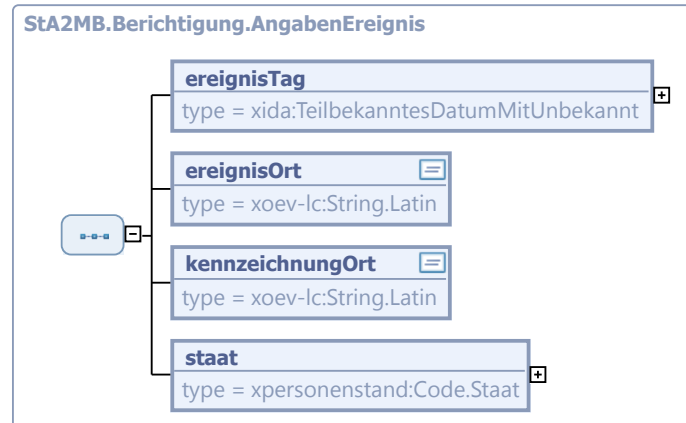 StA2MB.Berichtigung.AngabenEreignis
ereignisTag
type = xida:TeilbekanntesDatumMitUnbekannt
ereignisOrt
type = xoev-lc:String.Latin
kennzeichnungOrt
type = xoev-lc:String.Latin
staat
type = xpersonenstand:Code.Staat